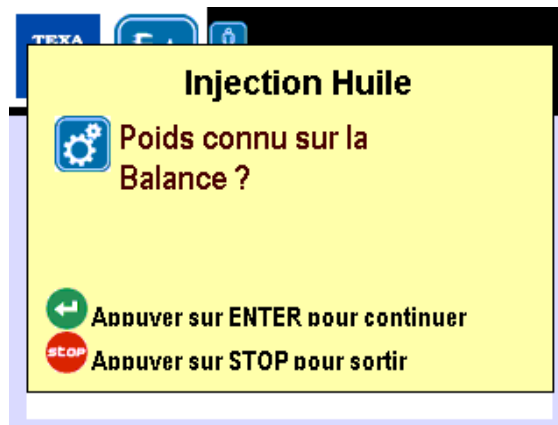 TEXA
Injection Huile
Poids connu sur la
Balance ?
Appuyer sur ENTER pour continuer
stop Appuyer sur STOP pour sortir